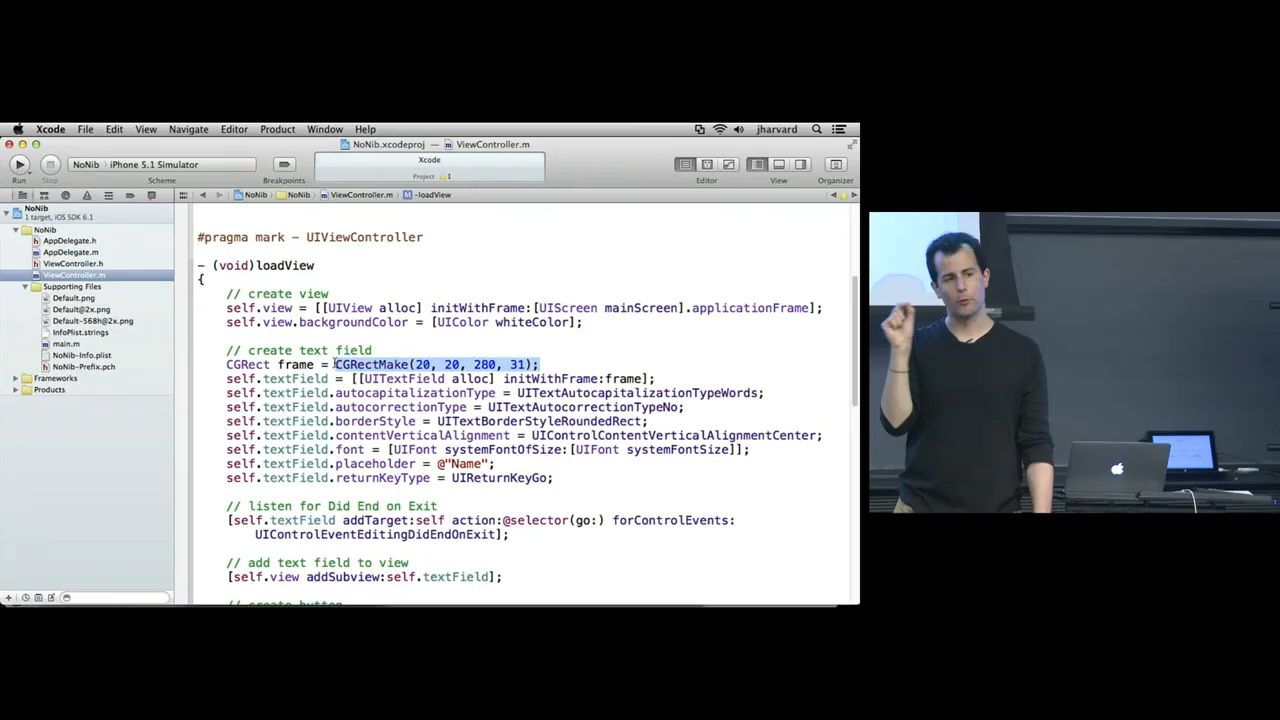 Xcode File Edit View Navigate Editor Product Window Help jharvard
NoNib.xcodeproj — ViewController.m
NoNib iPhone 5.1 Simulator
Xcode
Project 1
Run Stop Scheme Breakpoints Editor View Organizer
NoNib NoNib ViewController.m -loadView
NoNib
1 target, iOS SDK 6.1
NoNib
AppDelegate.h
AppDelegate.m
ViewController.h
ViewController.m
Supporting Files
Default.png
Default@2x.png
Default-568h@2x.png
InfoPlist.strings
main.m
NoNib-Info.plist
NoNib-Prefix.pch
Frameworks
Products
#pragma mark - UIViewController
- (void)loadView
{
// create view
self.view = [[UIView alloc] initWithFrame:[UIScreen mainScreen].applicationFrame];
self.view.backgroundColor = [UIColor whiteColor];
// create text field
CGRect frame = CGRectMake(20, 20, 280, 31);
self.textField = [[UITextField alloc] initWithFrame:frame];
self.textField.autocapitalizationType = UITextAutocapitalizationTypeWords;
self.textField.autocorrectionType = UITextAutocorrectionTypeNo;
self.textField.borderStyle = UITextBorderStyleRoundedRect;
self.textField.contentVerticalAlignment = UIControlContentVerticalAlignmentCenter;
self.textField.font = [UIFont systemFontOfSize:[UIFont systemFontSize]];
self.textField.placeholder = @"Name";
self.textField.returnKeyType = UIReturnKeyGo;
// listen for Did End on Exit
[self.textField addTarget:self action:@selector(go:) forControlEvents:
UIControlEventEditingDidEndOnExit];
// add text field to view
[self.view addSubview:self.textField];
// create button